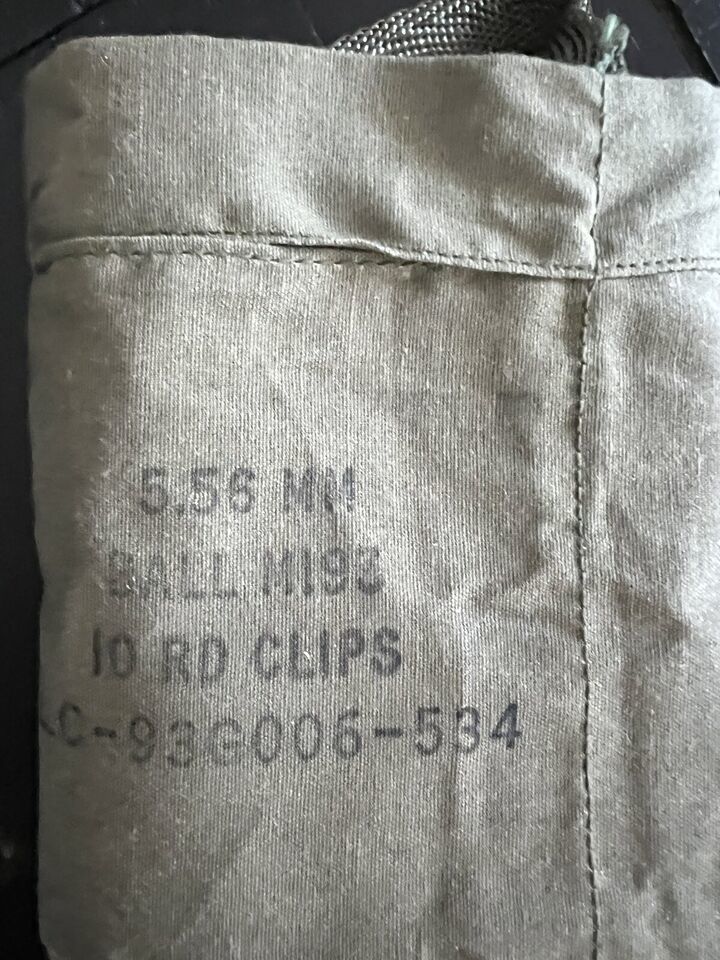 5.56 MM
BALL M193
10 RD CLIPS
LC-93G006-534